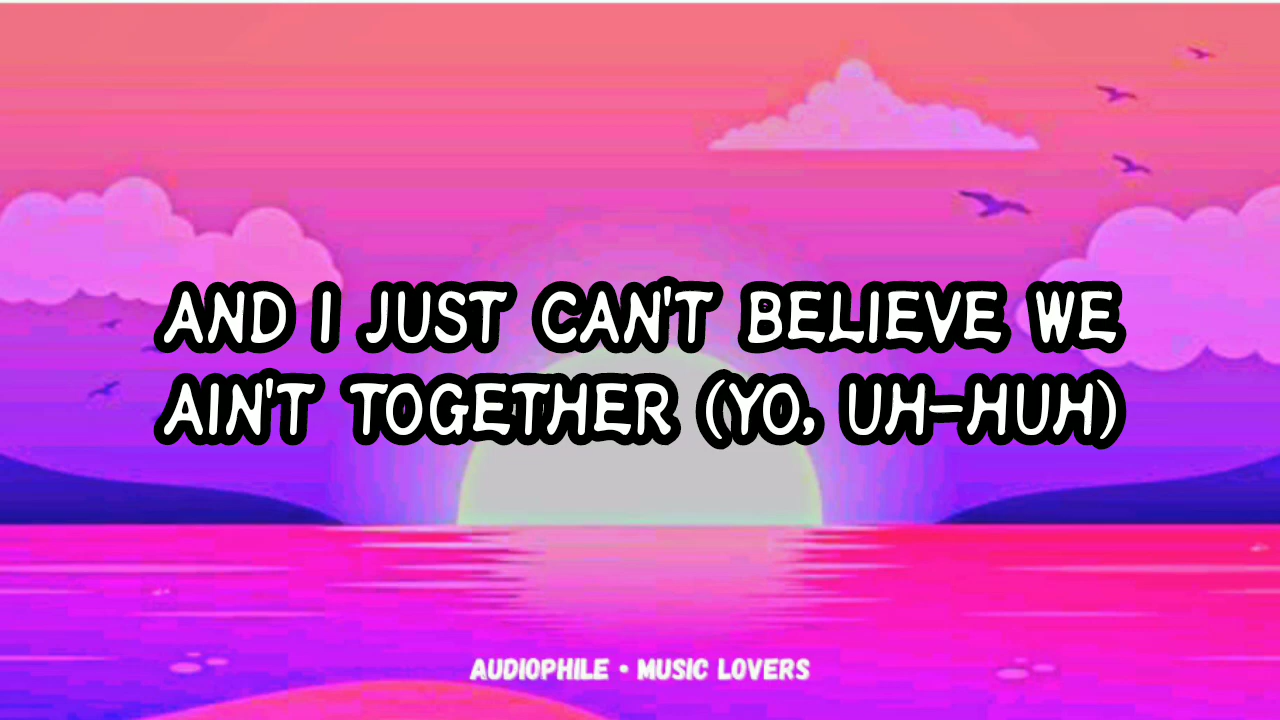 AND I JUST CAN'T BELIEVE WE
AIN'T TOGETHER (YO, UH-HUH)
AUDIOPHILE • MUSIC LOVERS